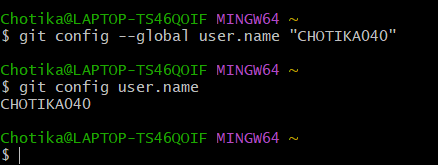 Chotika@LAPTOP-TS46QOIF MINGW64 ~
$ git config --global user.name "CHOTIKA040"
Chotika@LAPTOP-TS46QOIF MINGW64 ~
$ git config user.name
CHOTIKA040
Chotika@LAPTOP-TS46QOIF MINGW64 ~
$